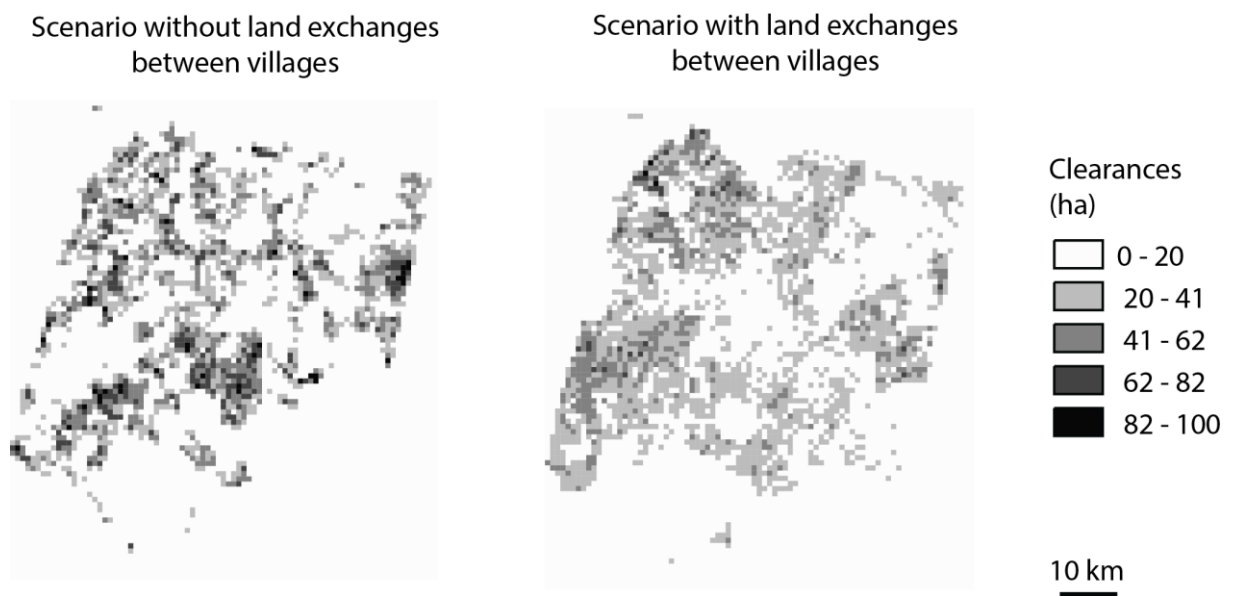 Scenario without land exchanges
between villages
Scenario with land exchanges
between villages
Clearances
(ha)
0 - 20
20 - 41
41 - 62
62 - 82
82 - 100
10 km